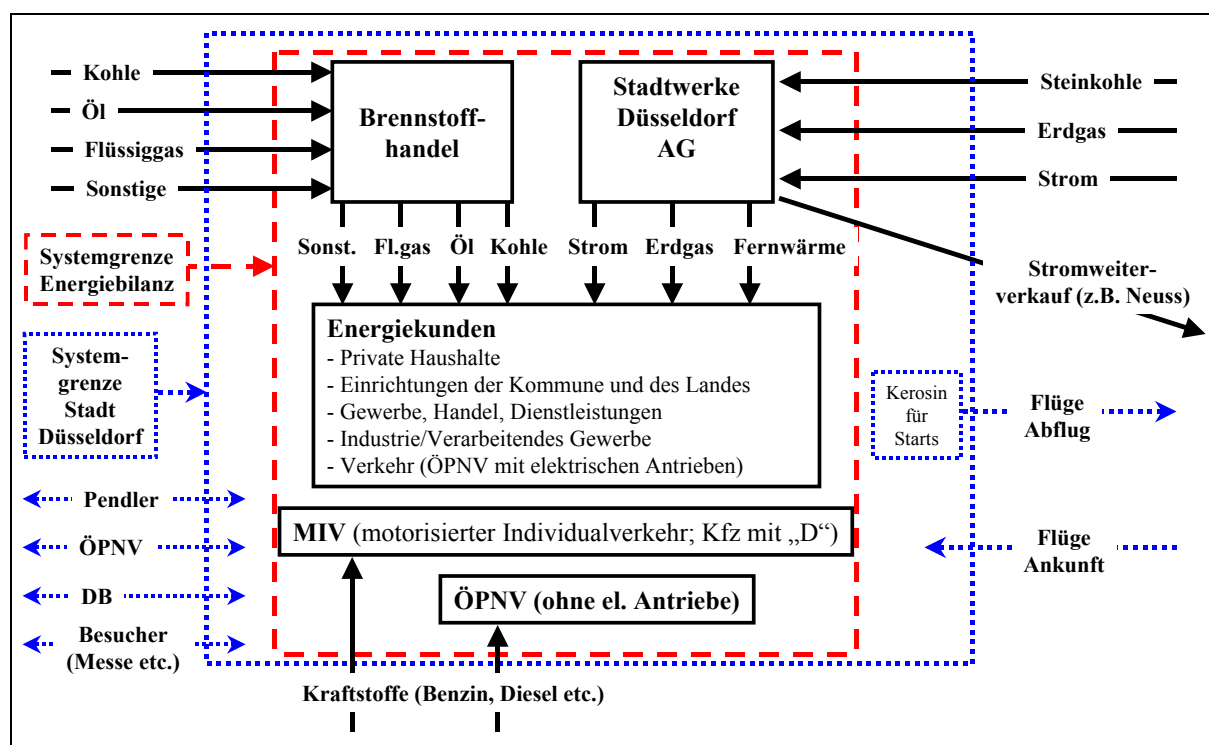 Kohle
Öl
Flüssiggas
Sonstige
Brennstoff-
handel
Stadtwerke
Düsseldorf
AG
Steinkohle
Erdgas
Strom
Sonst. Fl.gas Öl Kohle Strom Erdgas Fernwärme
Systemgrenze
Energiebilanz
Stromweiter-
verkauf (z.B. Neuss)
Energiekunden
- Private Haushalte
- Einrichtungen der Kommune und des Landes
- Gewerbe, Handel, Dienstleistungen
- Industrie/Verarbeitendes Gewerbe
- Verkehr (ÖPNV mit elektrischen Antrieben)
System-
grenze
Stadt
Düsseldorf
Kerosin
für
Starts
Flüge
Abflug
Pendler
ÖPNV
DB
Besucher
(Messe etc.)
MIV (motorisierter Individualverkehr; Kfz mit „D“)
Flüge
Ankunft
ÖPNV (ohne el. Antriebe)
Kraftstoffe (Benzin, Diesel etc.)